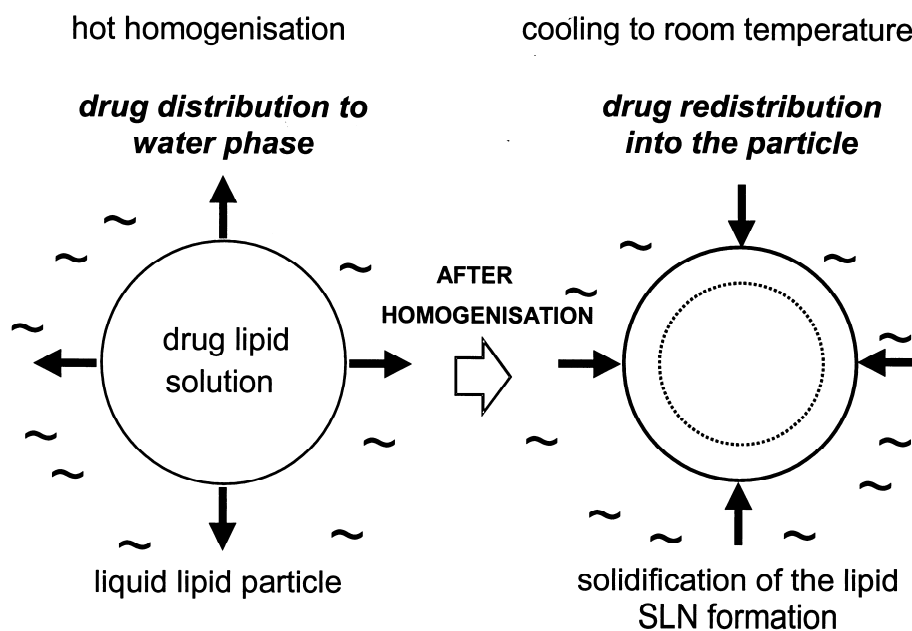 hot homogenisation
cooling to room temperature
drug distribution to
water phase
drug redistribution
into the particle
drug lipid
solution
AFTER
HOMOGENISATION
liquid lipid particle
solidification of the lipid
SLN formation